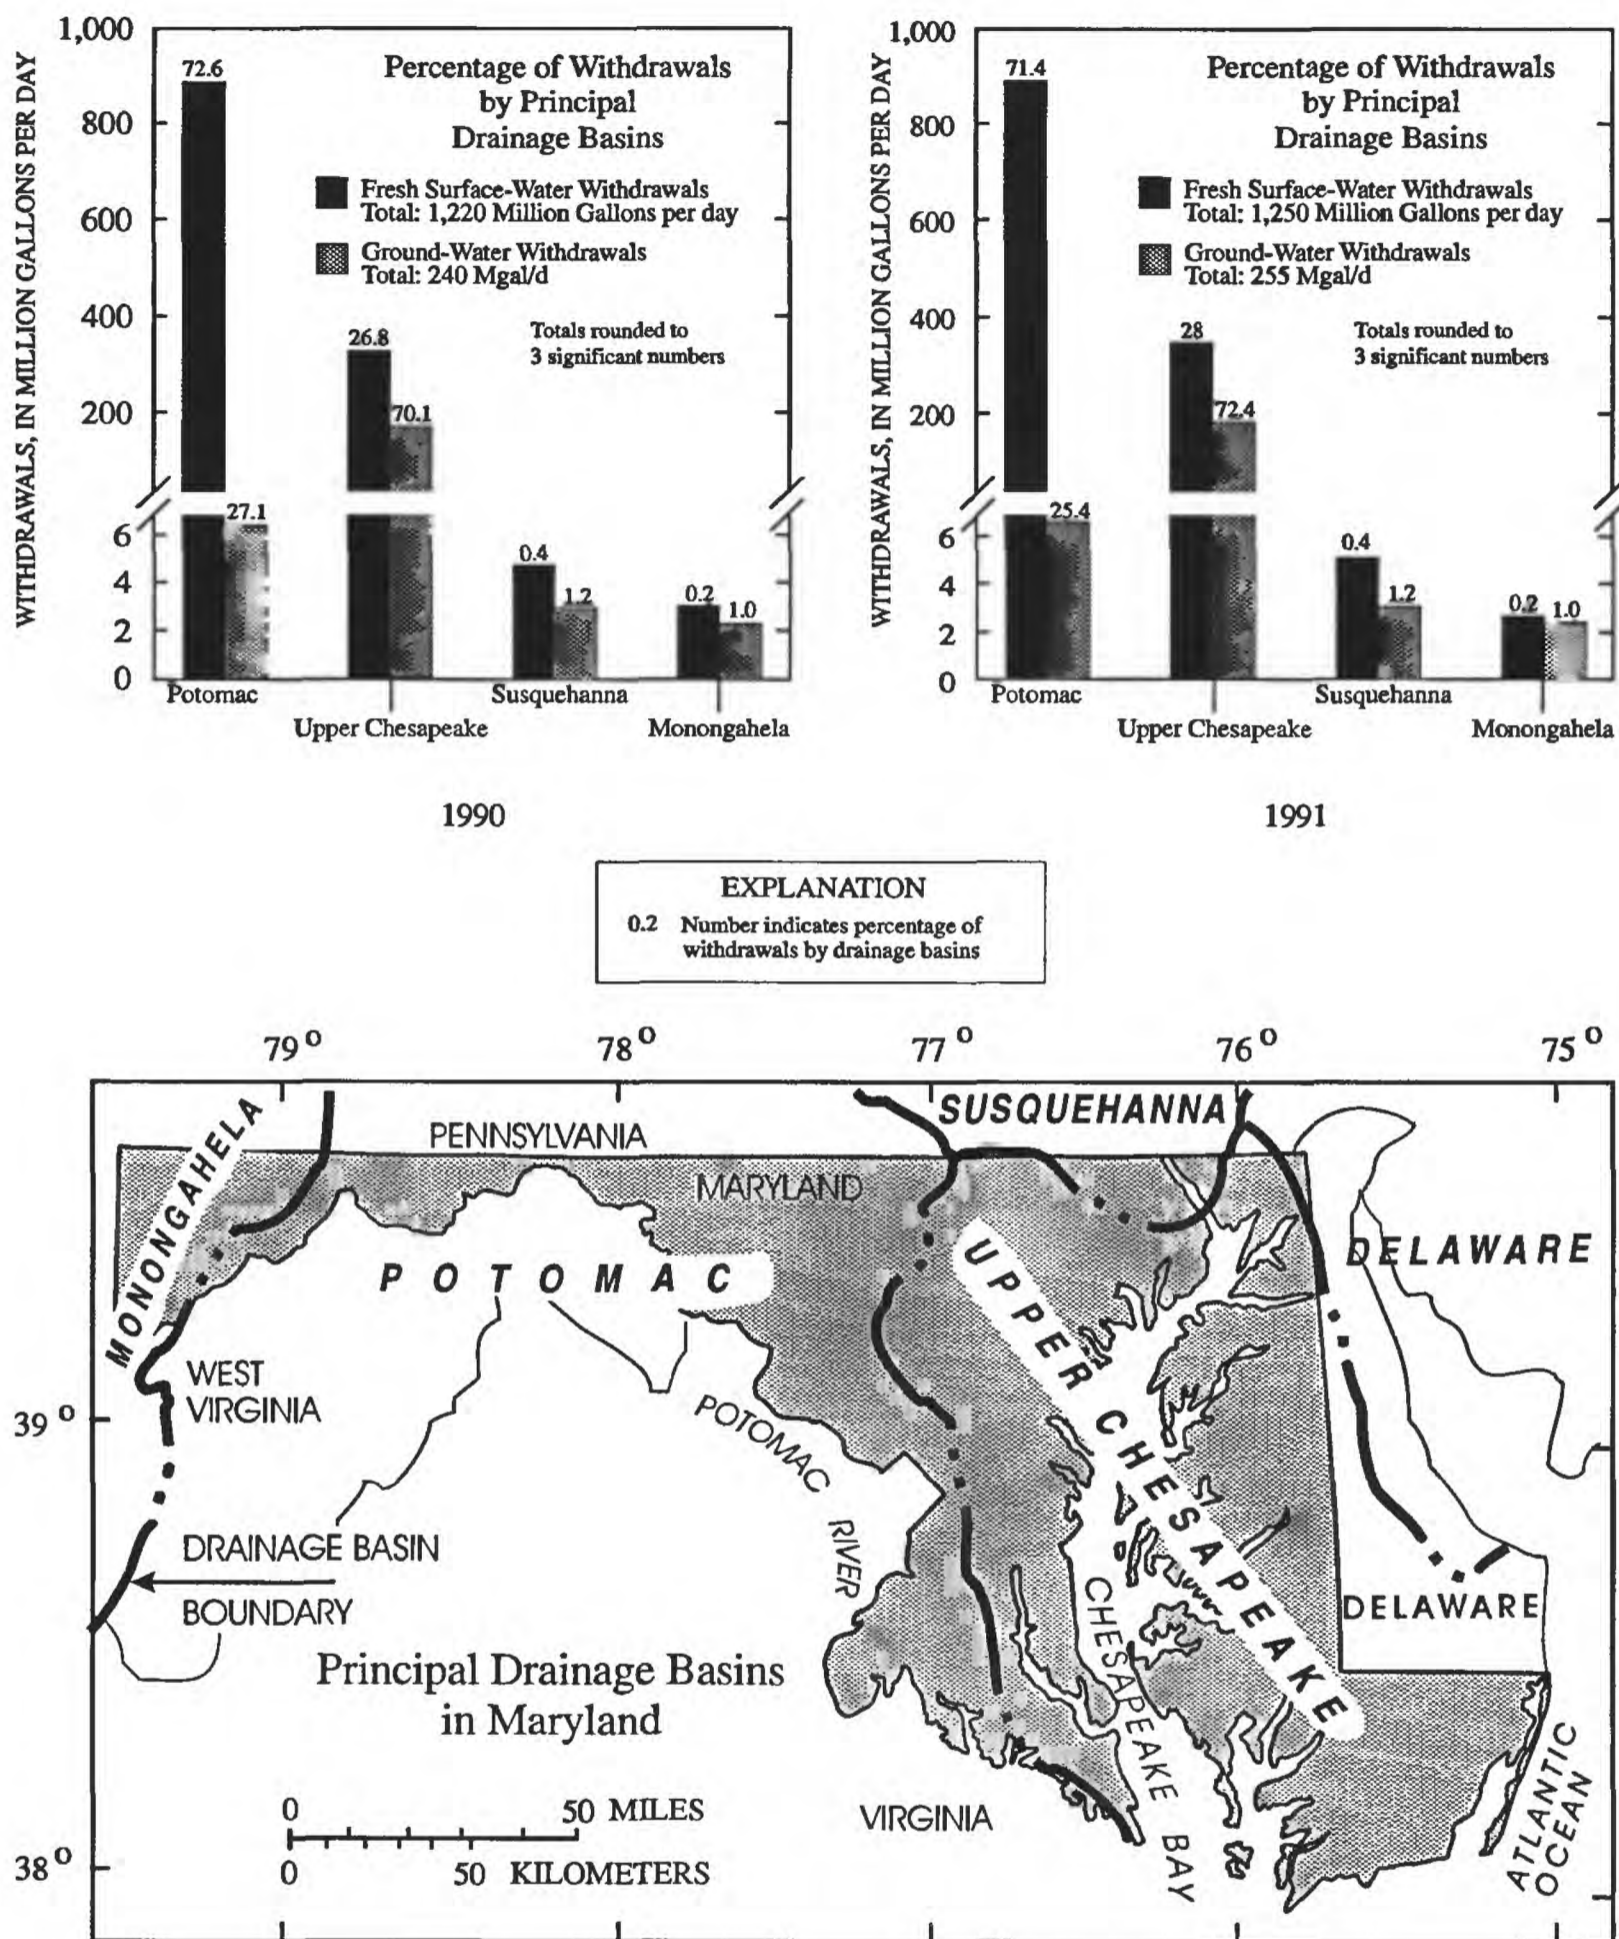 WITHDRAWALS, IN MILLION GALLONS PER DAY
1,000
800
600
400
200
6
4
2
0
Percentage of Withdrawals
by Principal
Drainage Basins
Fresh Surface-Water Withdrawals
Total: 1,220 Million Gallons per day
Ground-Water Withdrawals
Total: 240 Mgal/d
Totals rounded to
3 significant numbers
72.6
27.1
26.8
70.1
0.4
1.2
0.2
1.0
Potomac
Upper Chesapeake
Susquehanna
Monongahela
1990
WITHDRAWALS, IN MILLION GALLONS PER DAY
1,000
800
600
400
200
6
4
2
0
Percentage of Withdrawals
by Principal
Drainage Basins
Fresh Surface-Water Withdrawals
Total: 1,250 Million Gallons per day
Ground-Water Withdrawals
Total: 255 Mgal/d
Totals rounded to
3 significant numbers
71.4
25.4
28
72.4
0.4
1.2
0.2
1.0
Potomac
Upper Chesapeake
Susquehanna
Monongahela
1991
EXPLANATION
0.2 Number indicates percentage of
withdrawals by drainage basins
79°
78°
77°
76°
75°
MONONGAHELA
PENNSYLVANIA
SUSQUEHANNA
MARYLAND
POTOMAC
UPPER CHESAPEAKE
DELAWARE
WEST
VIRGINIA
39°
POTOMAC
RIVER
DRAINAGE BASIN
BOUNDARY
CHESAPEAKE BAY
DELAWARE
Principal Drainage Basins
in Maryland
0 50 MILES
0 50 KILOMETERS
VIRGINIA
38°
ATLANTIC
OCEAN